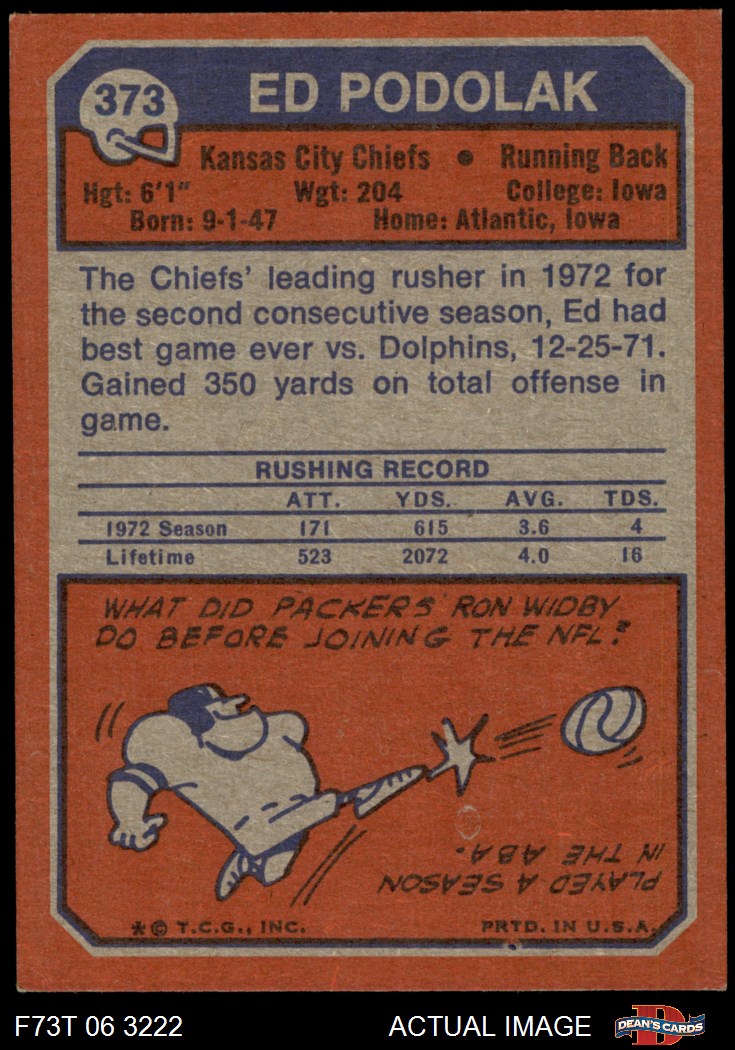 373
ED PODOLAK
Kansas City Chiefs • Running Back
Hgt: 6'1" Wgt: 204 College: Iowa
Born: 9-1-47 Home: Atlantic, Iowa
The Chiefs' leading rusher in 1972 for
the second consecutive season, Ed had
best game ever vs. Dolphins, 12-25-71.
Gained 350 yards on total offense in
game.
RUSHING RECORD
ATT. YDS. AVG. TDS.
1972 Season 171 615 3.6 4
Lifetime 523 2072 4.0 16
WHAT DID PACKERS' RON WIDBY
DO BEFORE JOINING THE NFL?
PLAYED A SEASON
IN THE ABA.
*© T.C.G., INC. PRTD. IN U.S.A.
F73T 06 3222 ACTUAL IMAGE DEAN'S CARDS